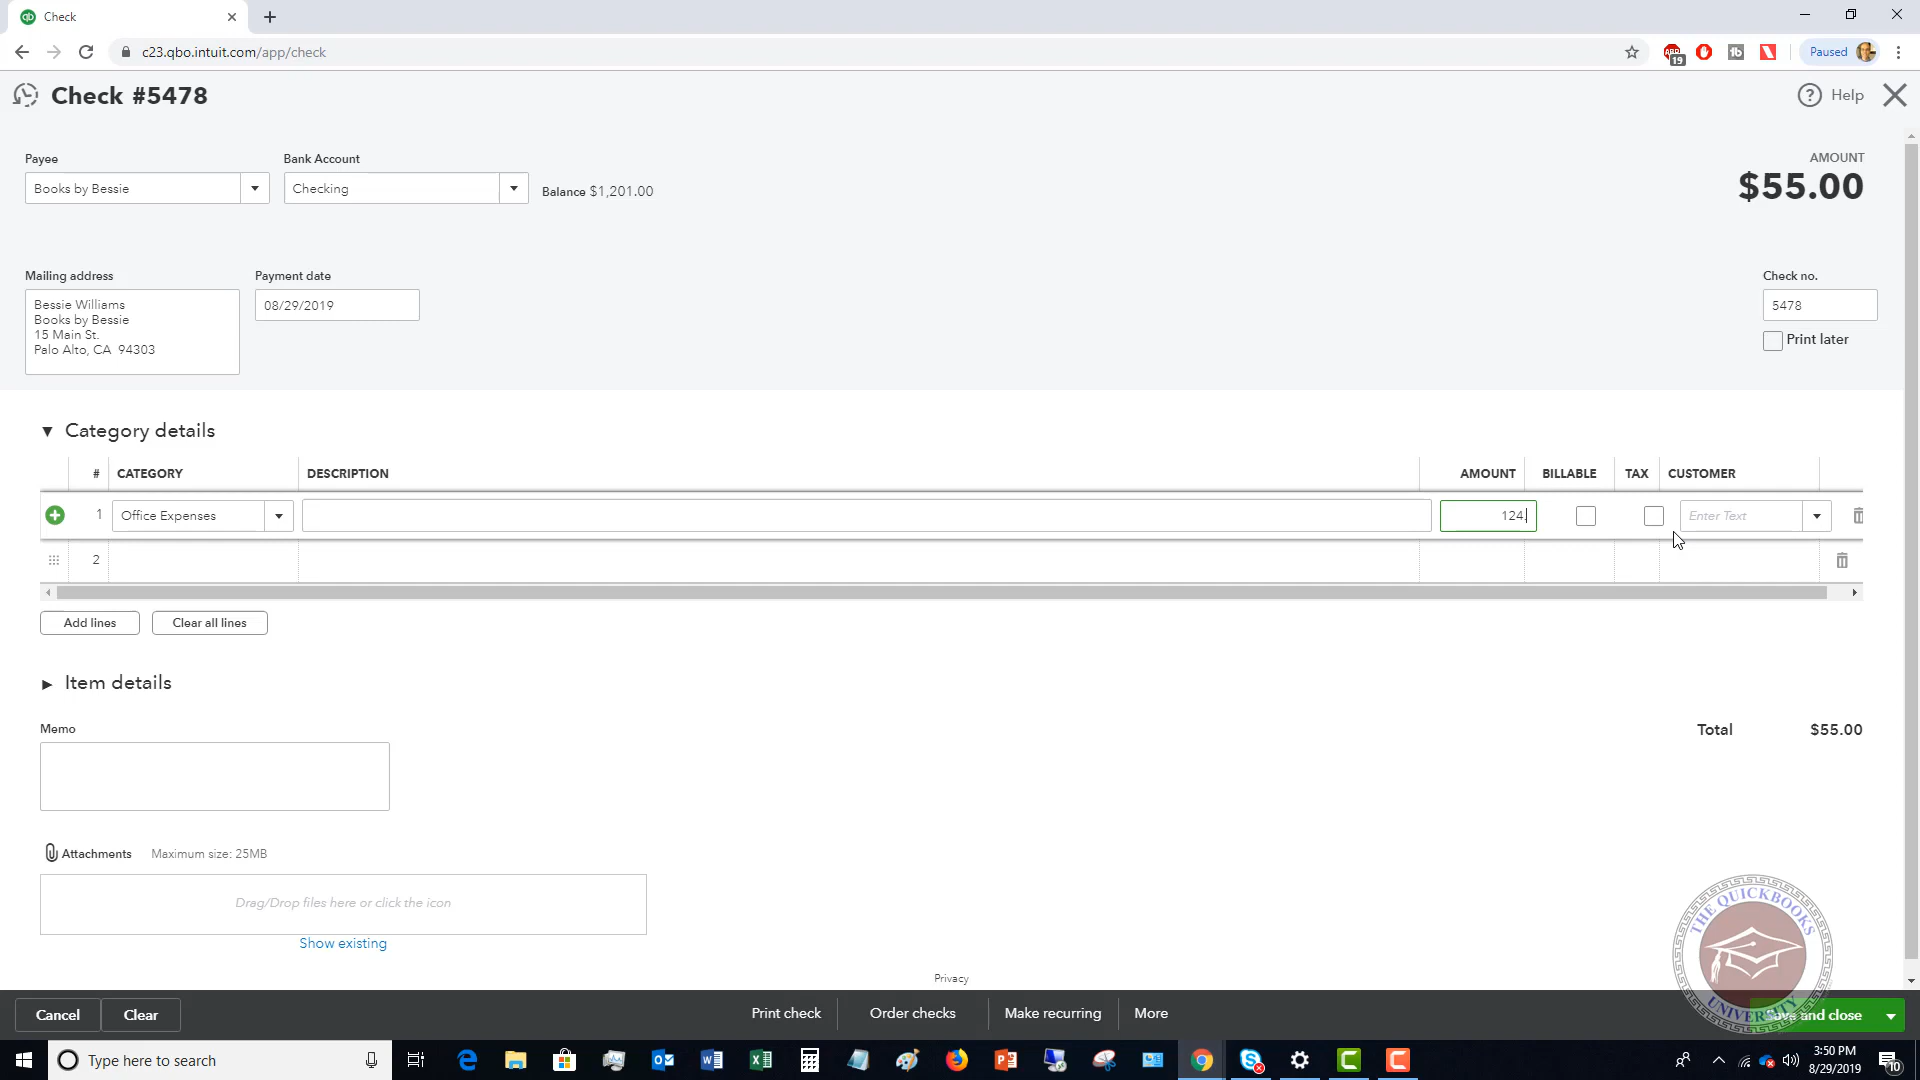 Check
c23.qbo.intuit.com/app/check
19
Paused
Check #5478
Help
Payee
Bank Account
AMOUNT
Books by Bessie
Checking
Balance $1,201.00
$55.00
Mailing address
Payment date
Check no.
Bessie Williams
Books by Bessie
15 Main St.
Palo Alto, CA 94303
08/29/2019
5478
Print later
Category details
# CATEGORY DESCRIPTION AMOUNT BILLABLE TAX CUSTOMER
1 Office Expenses 124. Enter Text
2
Add lines
Clear all lines
Item details
Memo
Total $55.00
Attachments Maximum size: 25MB
Drag/Drop files here or click the icon
Show existing
Privacy
THE QUICKBOOKS
UNIVERSITY
Cancel
Clear
Print check
Order checks
Make recurring
More
Save and close
Type here to search
3:50 PM
8/29/2019
10